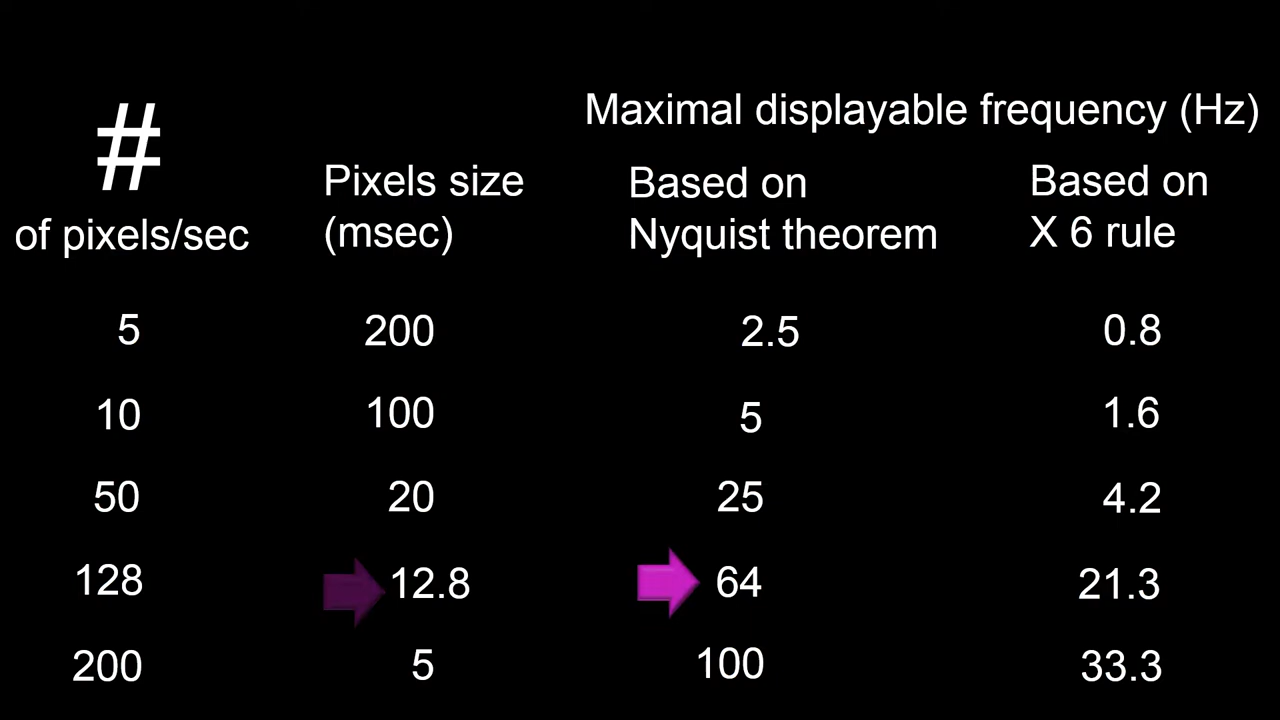 Maximal displayable frequency (Hz)
#
of pixels/sec
Pixels size
(msec)
Based on
Nyquist theorem
Based on
X 6 rule
5 200 2.5 0.8
10 100 5 1.6
50 20 25 4.2
128 12.8 64 21.3
200 5 100 33.3